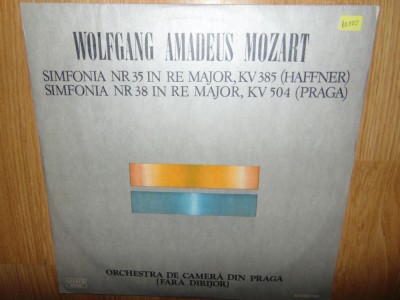 WOLFGANG AMADEUS MOZART
SIMFONIA NR 35 IN RE MAJOR, KV 385 (HAFFNER)
SIMFONIA NR 38 IN RE MAJOR, KV 504 (PRAGA)
ORCHESTRA DE CAMERĂ DIN PRAGA
(FĂRĂ DIRIJOR)